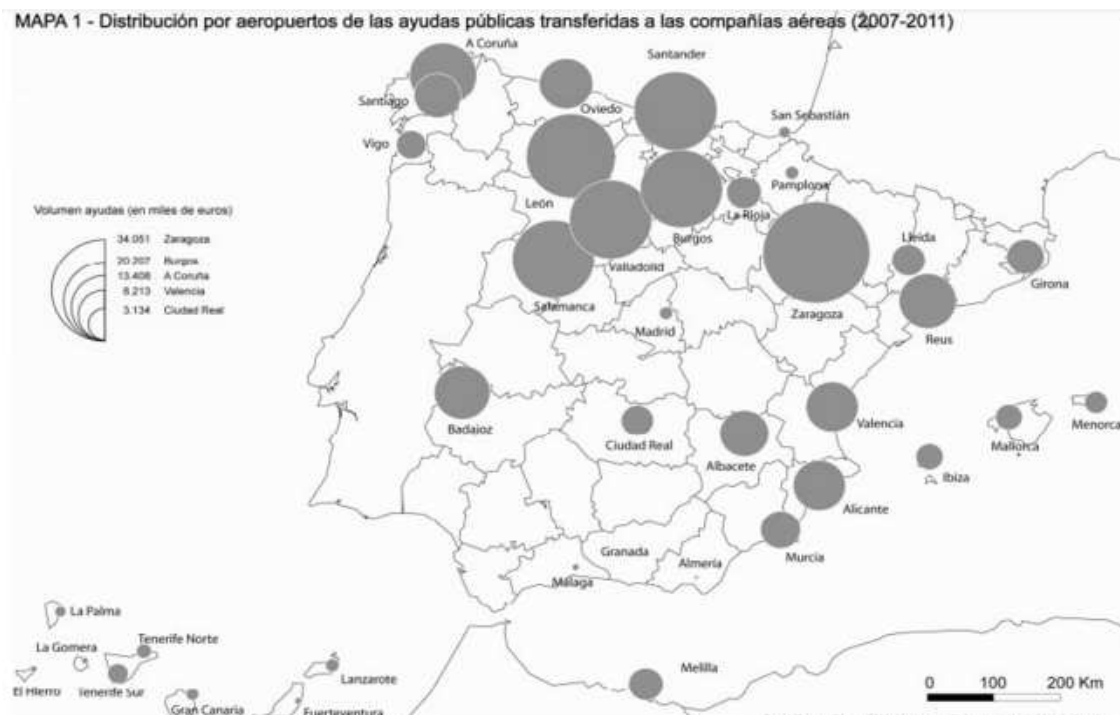 MAPA 1 - Distribución por aeropuertos de las ayudas públicas transferidas a las compañías aéreas (2007-2011)
A Coruña
Santander
Santiago
Oviedo
San Sebastián
Vigo
Pamplona
León
La Rioja
Volumen ayudas (en miles de euros)
34.051 Zaragoza
20.207 Burgos
13.408 A Coruña
8.213 Valencia
3.134 Ciudad Real
Burgos
Lleida
Valladolid
Girona
Salamanca
Zaragoza
Madrid
Reus
Badajoz
Ciudad Real
Albacete
Valencia
Mallorca
Menorca
Ibiza
Alicante
Murcia
Granada
Almería
Málaga
La Palma
Tenerife Norte
La Gomera
El Hierro
Tenerife Sur
Gran Canaria
Lanzarote
Fuerteventura
Melilla
0 100 200 Km